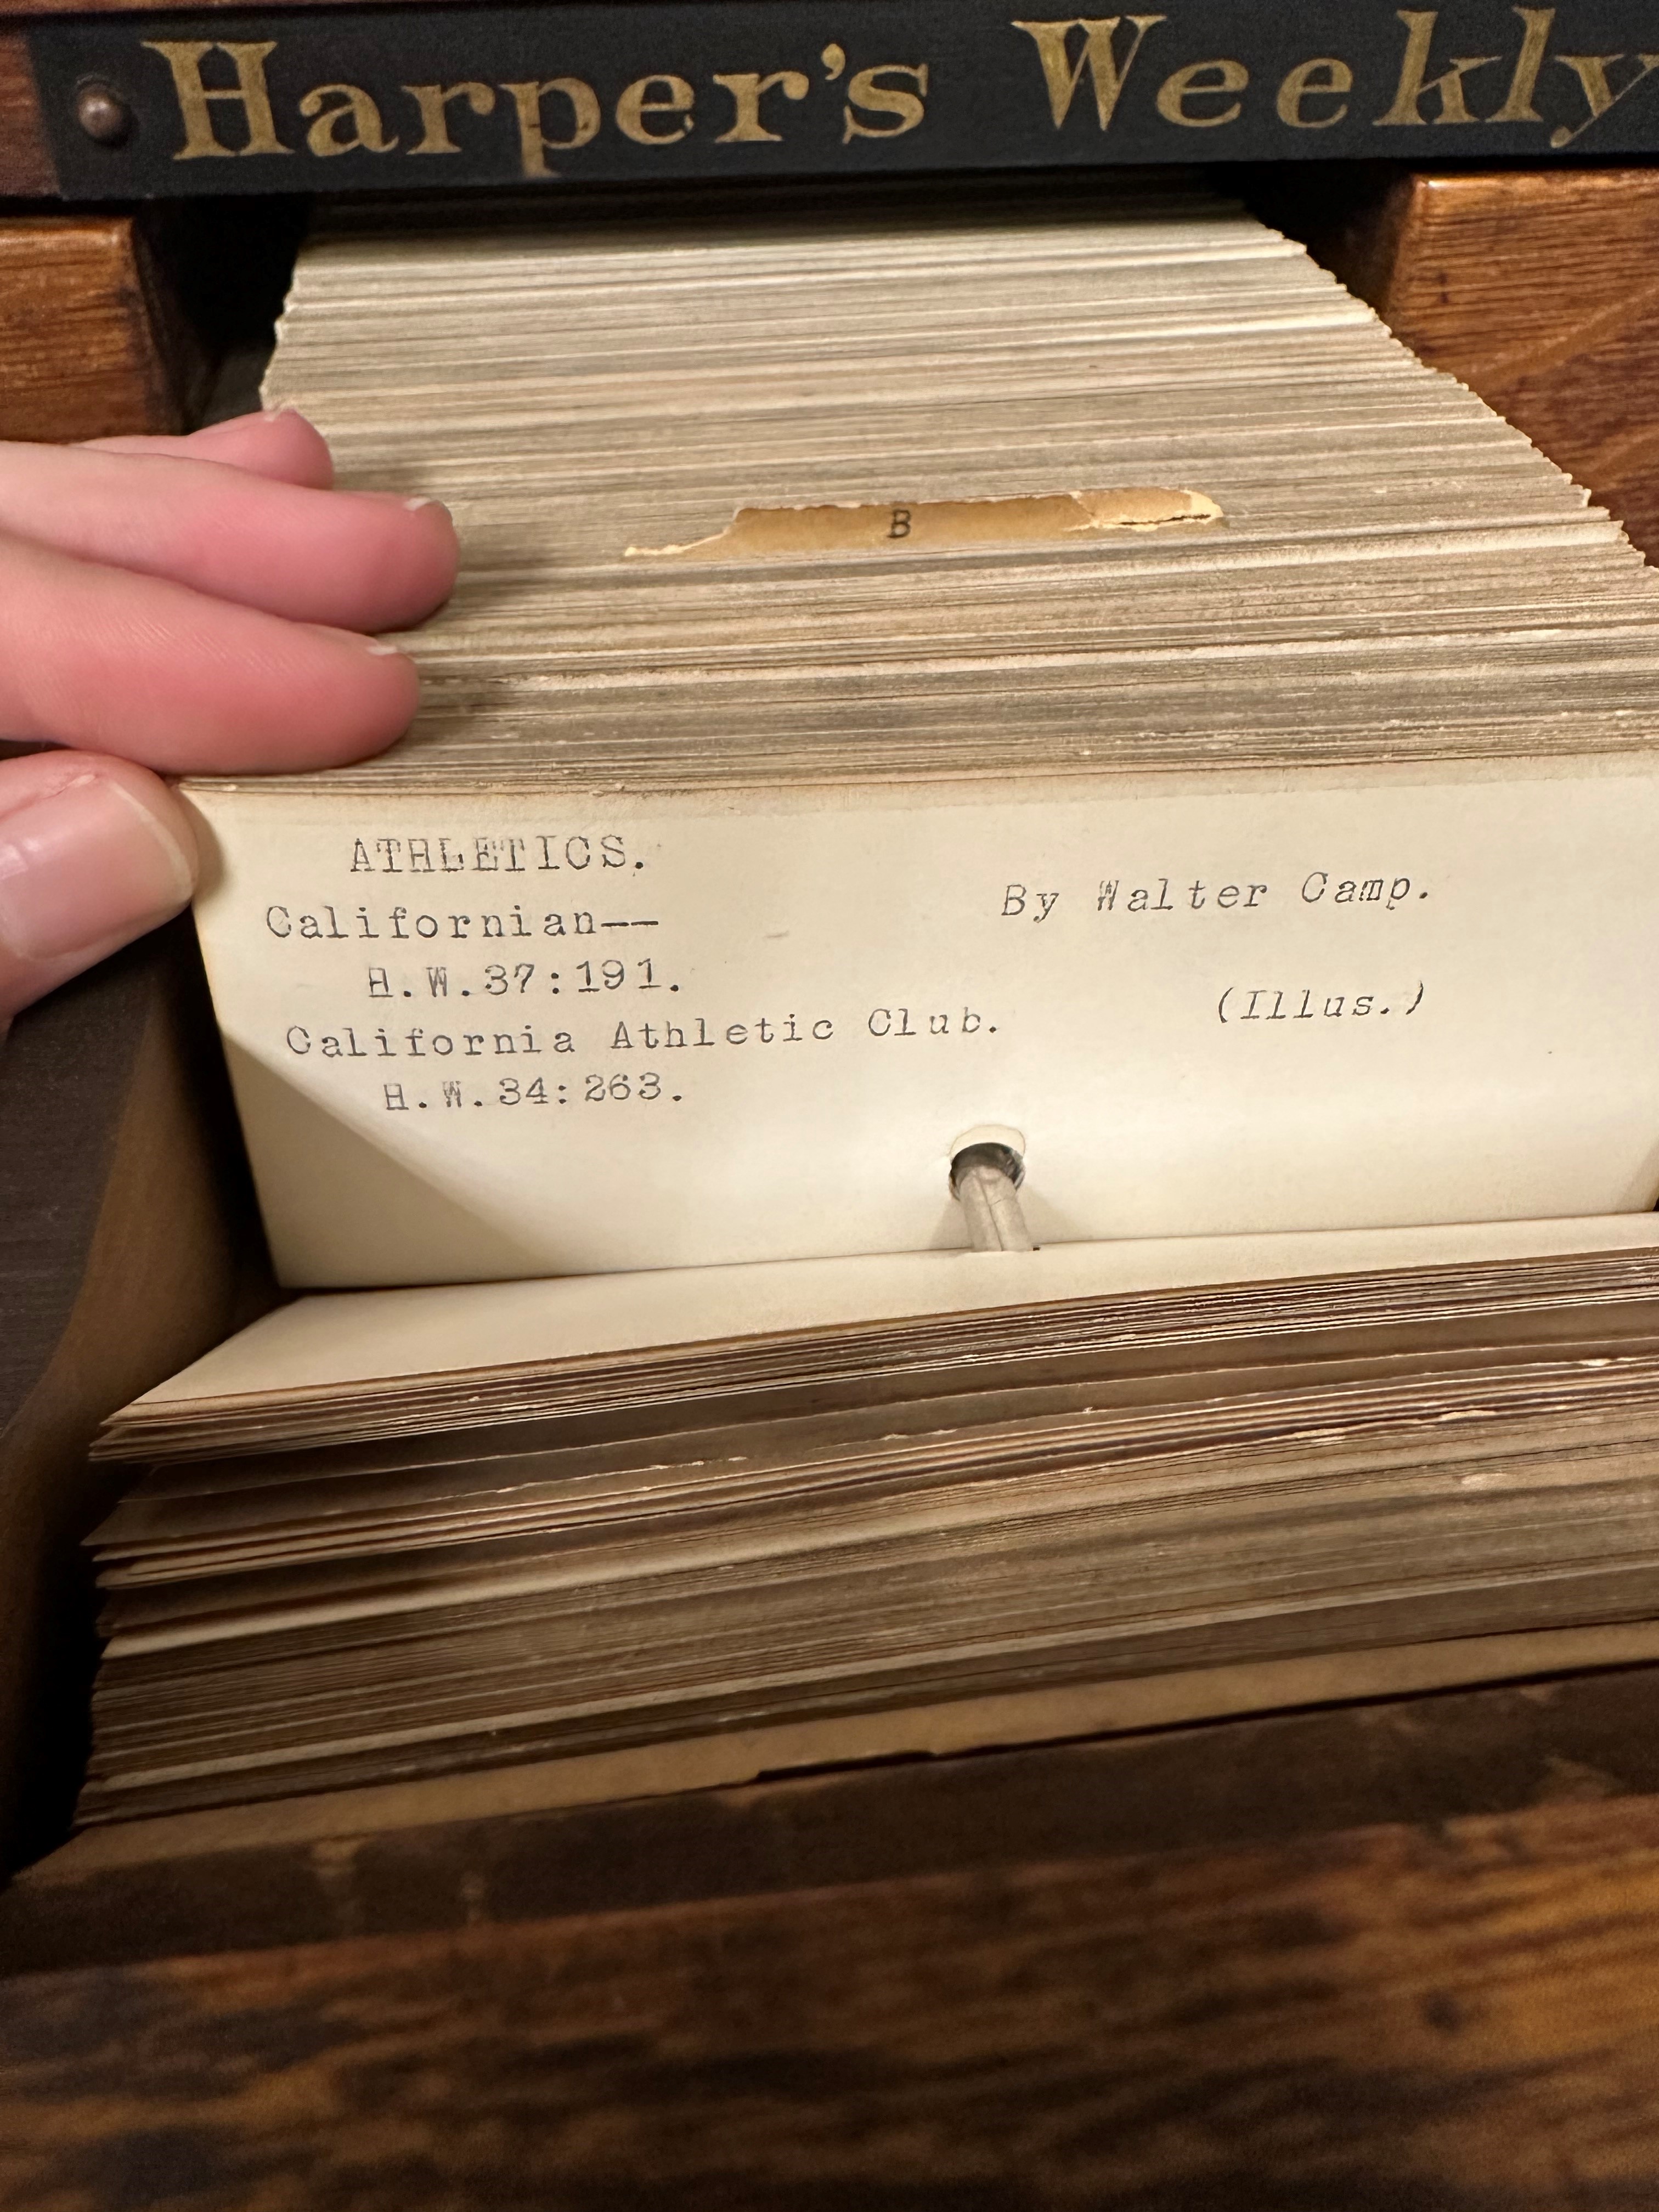 Harper's Weekly
B
ATHLETICS.
Californian-- By Walter Camp.
H.W.37:191.
California Athletic Club. (Illus.)
H.W.34:263.